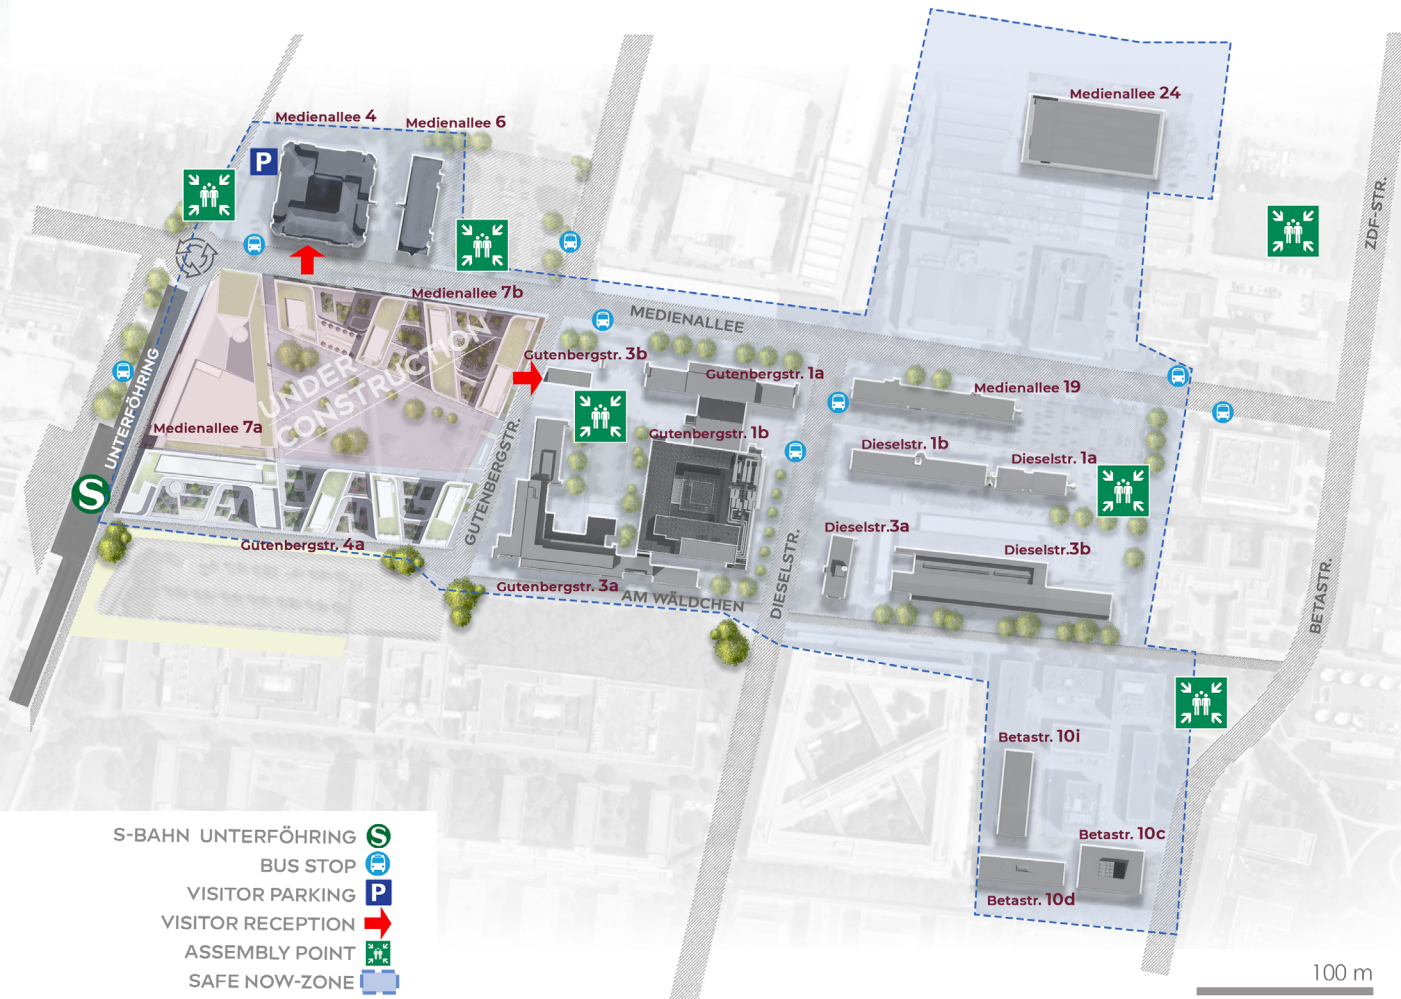 Medienallee 24
Medienallee 4
Medienallee 6
P
ZDF-STR.
Medienallee 7b
MEDIENALLEE
UNDER
CONSTRUCTION
Gutenbergstr. 3b
Gutenbergstr. 1a
Medienallee 19
UNTERFÖHRING
Medienallee 7a
Gutenbergstr. 1b
Dieselstr. 1b
Dieselstr. 1a
S
GUTENBERGSTR.
Dieselstr.3a
Gutenbergstr. 4a
Dieselstr.3b
DIESELSTR.
Gutenbergstr. 3a
AM WÄLDCHEN
BETASTR.
Betastr. 10i
Betastr. 10c
Betastr. 10d
S-BAHN UNTERFÖHRING S
BUS STOP
VISITOR PARKING P
VISITOR RECEPTION
ASSEMBLY POINT
SAFE NOW-ZONE
100 m